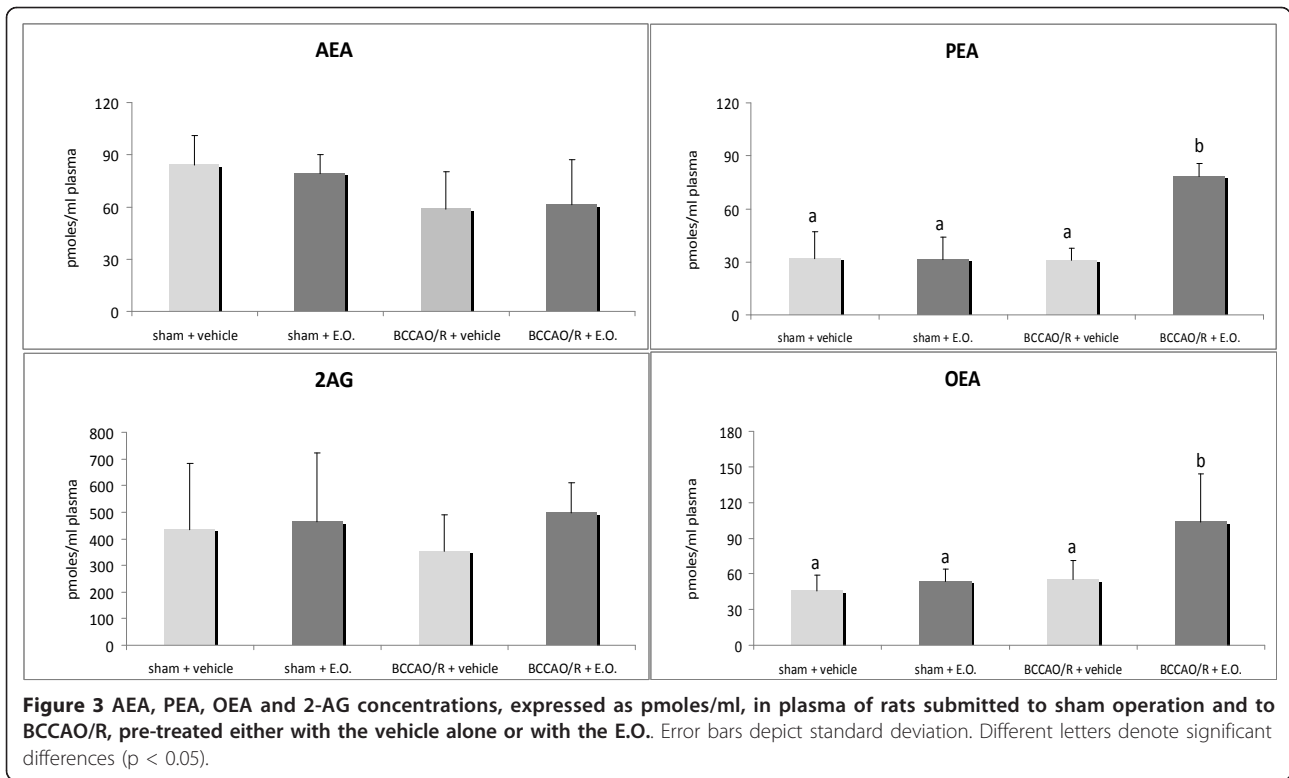 AEA
pmoles/ml plasma
120
90
60
30
0
sham + vehicle
sham + E.O.
BCCAO/R + vehicle
BCCAO/R + E.O.
PEA
pmoles/ml plasma
120
90
60
30
0
a
a
a
b
sham + vehicle
sham + E.O.
BCCAO/R + vehicle
BCCAO/R + E.O.
2AG
pmoles/ml plasma
800
700
600
500
400
300
200
100
0
sham + vehicle
sham + E.O.
BCCAO/R + vehicle
BCCAO/R + E.O.
OEA
pmoles/ml plasma
180
150
120
90
60
30
0
a
a
a
b
sham + vehicle
sham + E.O.
BCCAO/R + vehicle
BCCAO/R + E.O.
Figure 3 AEA, PEA, OEA and 2-AG concentrations, expressed as pmoles/ml, in plasma of rats submitted to sham operation and to
BCCAO/R, pre-treated either with the vehicle alone or with the E.O.. Error bars depict standard deviation. Different letters denote significant
differences (p < 0.05).